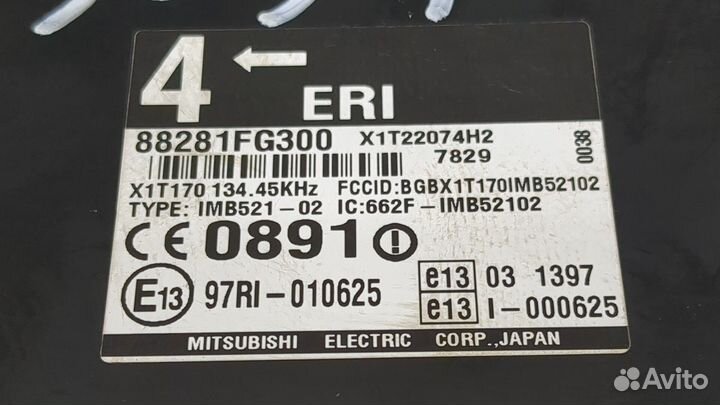 4 ← ERI
88281FG300 X1T22074H2
7829
0038
X1T170 134.45KHz FCCID:BGBX1T170IMB52102
TYPE: IMB521-02 IC:662F-IMB52102
CE 0891
E13 97RI-010625
e13 03 1397
e13 I-000625
MITSUBISHI ELECTRIC CORP.,JAPAN
Avito